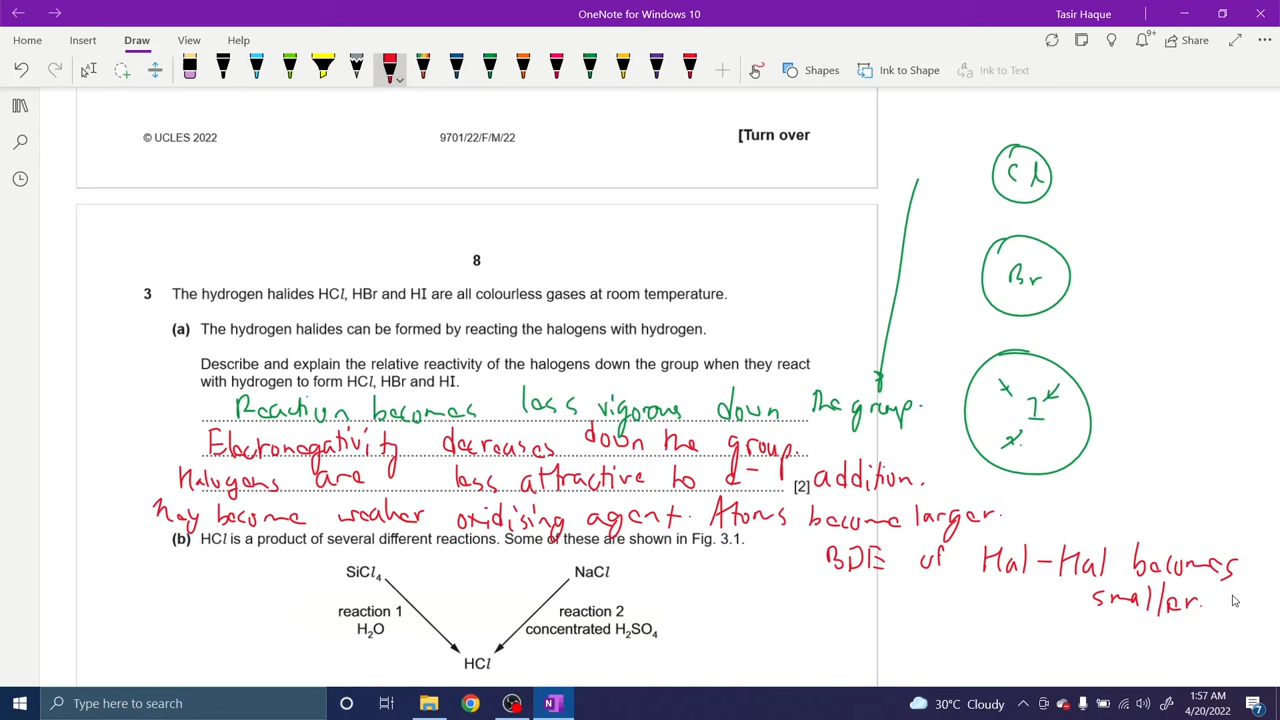 OneNote for Windows 10
Tasir Haque
Home Insert Draw View Help
Share
Shapes
Ink to Shape
Ink to Text
© UCLES 2022
9701/22/F/M/22
[Turn over
Cl
Br
I
8
3 The hydrogen halides HCl, HBr and HI are all colourless gases at room temperature.
(a) The hydrogen halides can be formed by reacting the halogens with hydrogen.
Describe and explain the relative reactivity of the halogens down the group when they react
with hydrogen to form HCl, HBr and HI.
Reaction becomes less vigorous down the group.
Electronegativity decreases down the group.
Halogens are less attractive to e- addition.
[2]
They become weaker oxidising agent. Atoms become larger.
BDE of Hal-Hal becomes
smaller.
(b) HCl is a product of several different reactions. Some of these are shown in Fig. 3.1.
SiCl₄ NaCl
reaction 1 reaction 2
H₂O concentrated H₂SO₄
HCl
Type here to search
30°C Cloudy
1:57 AM
4/20/2022
7